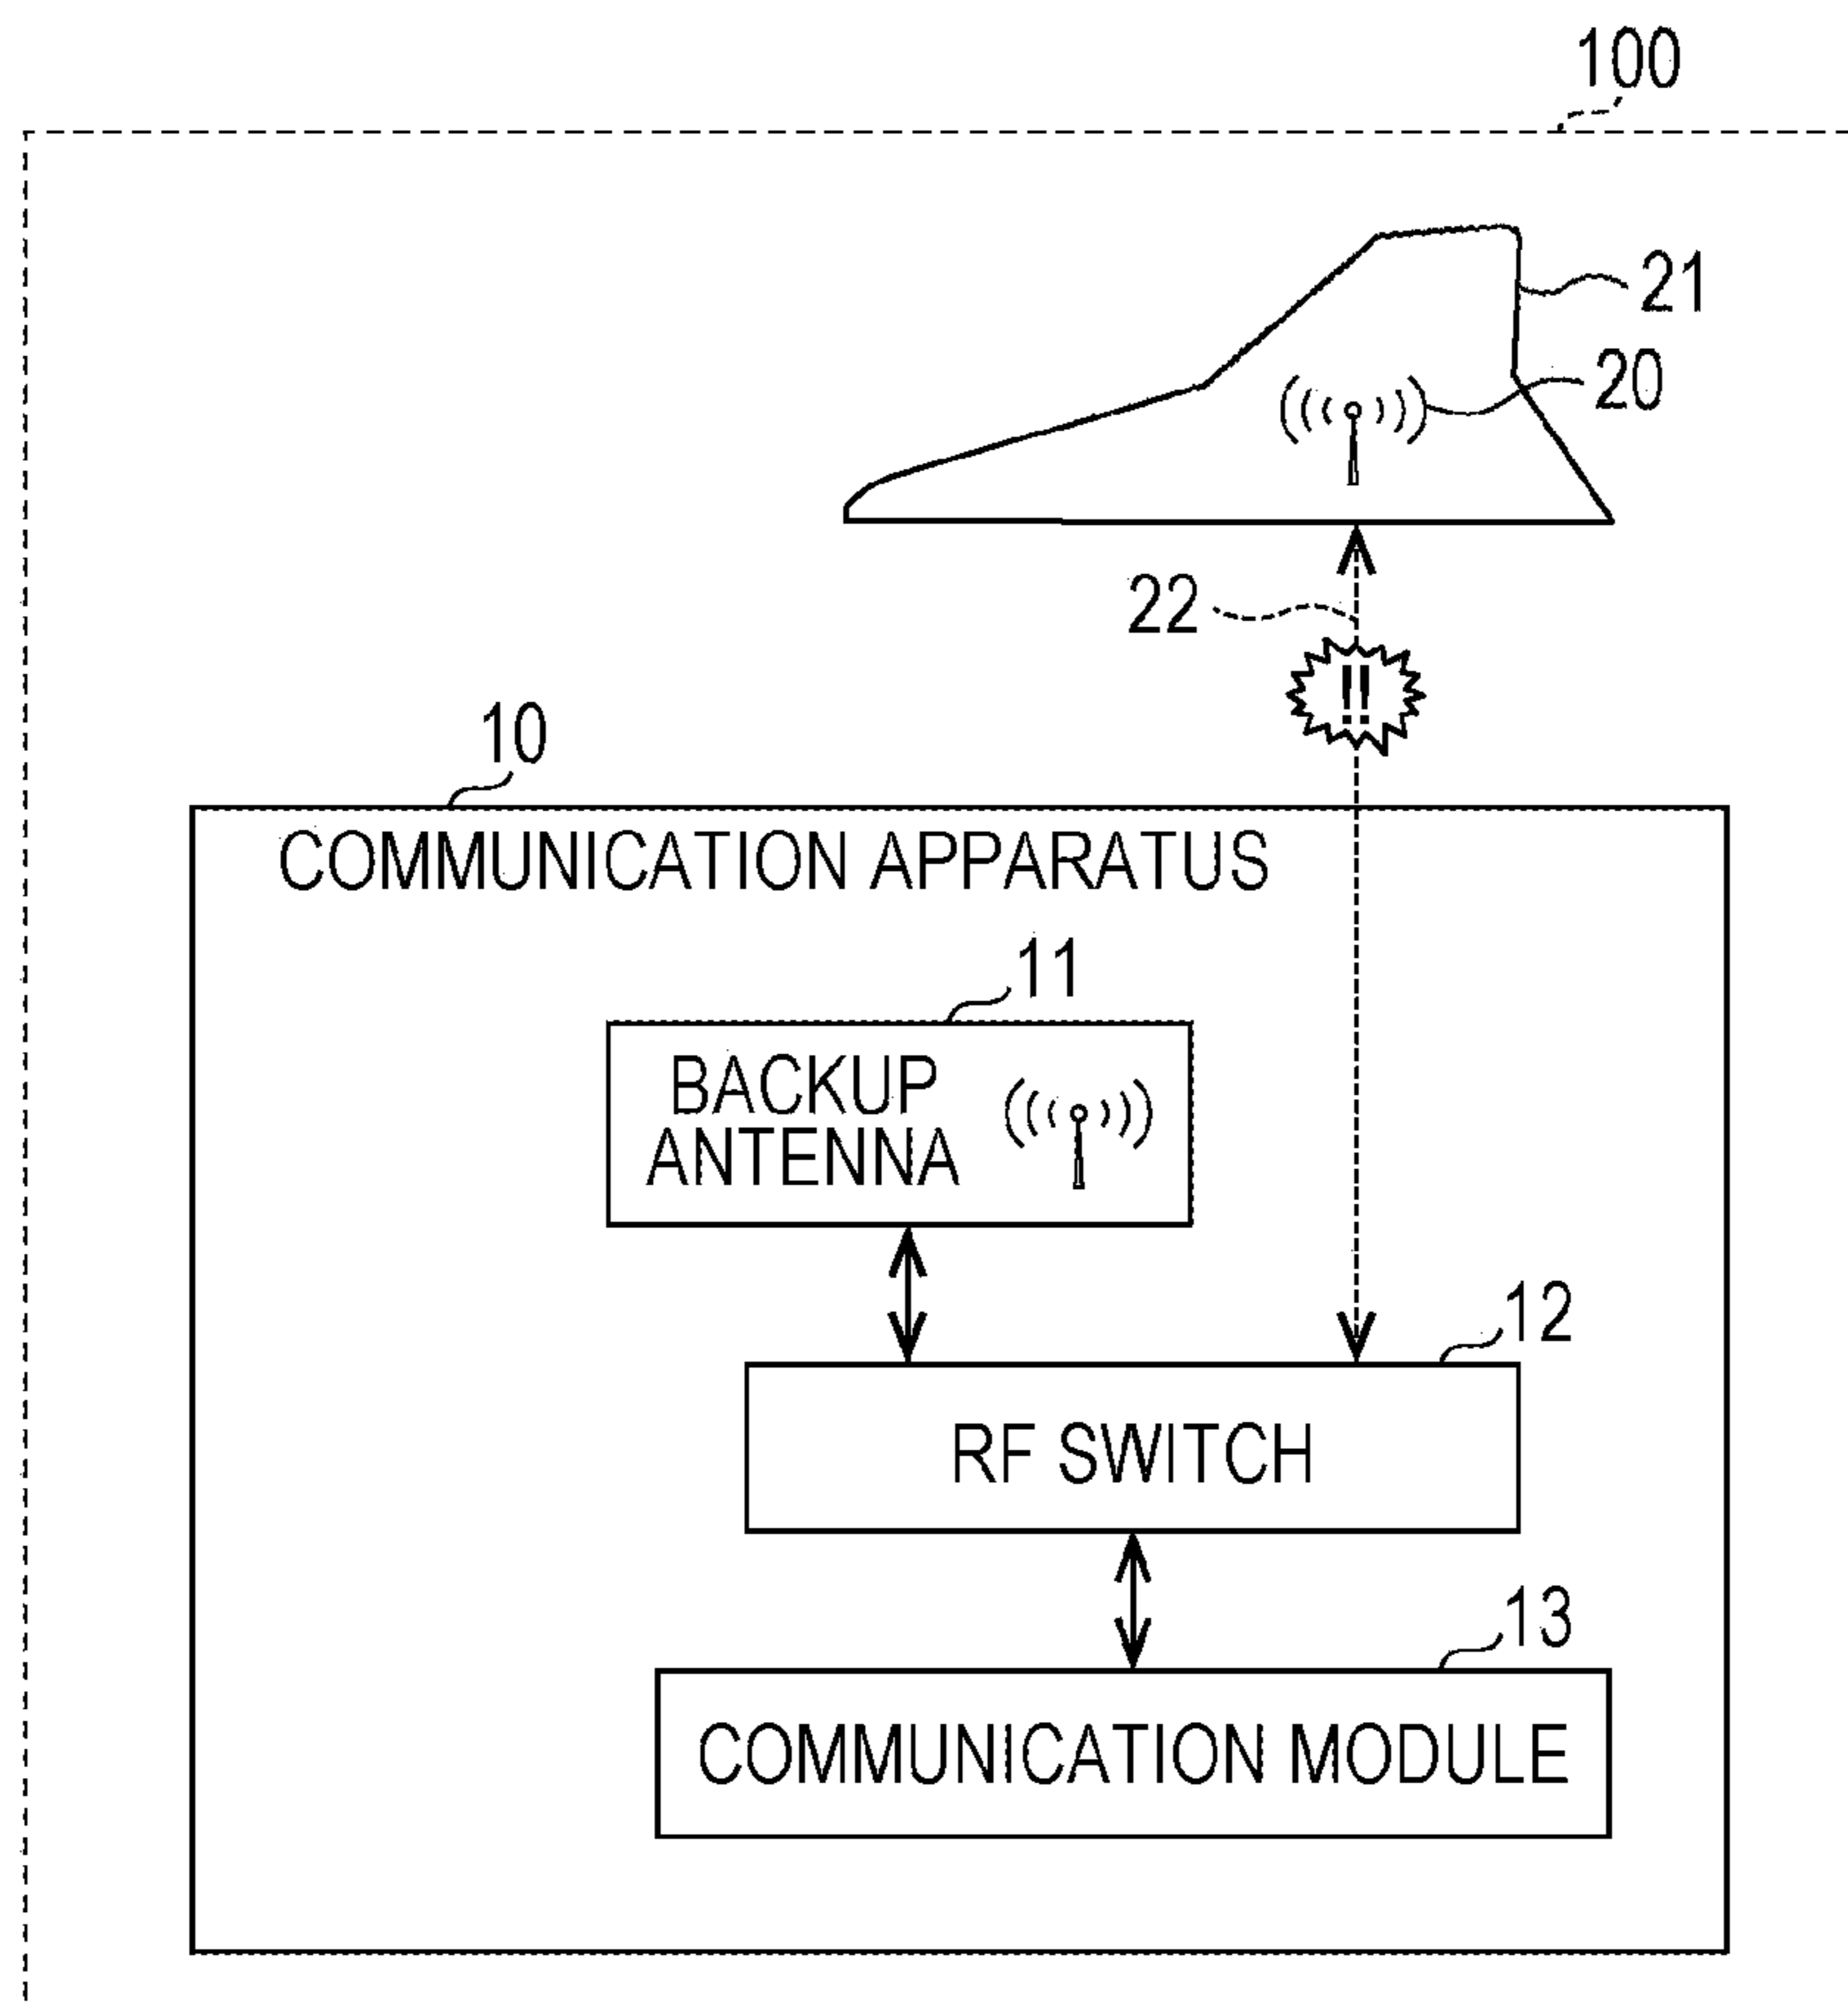 100
21
20
22
!!
10
COMMUNICATION APPARATUS
11
BACKUP
ANTENNA
12
RF SWITCH
13
COMMUNICATION MODULE